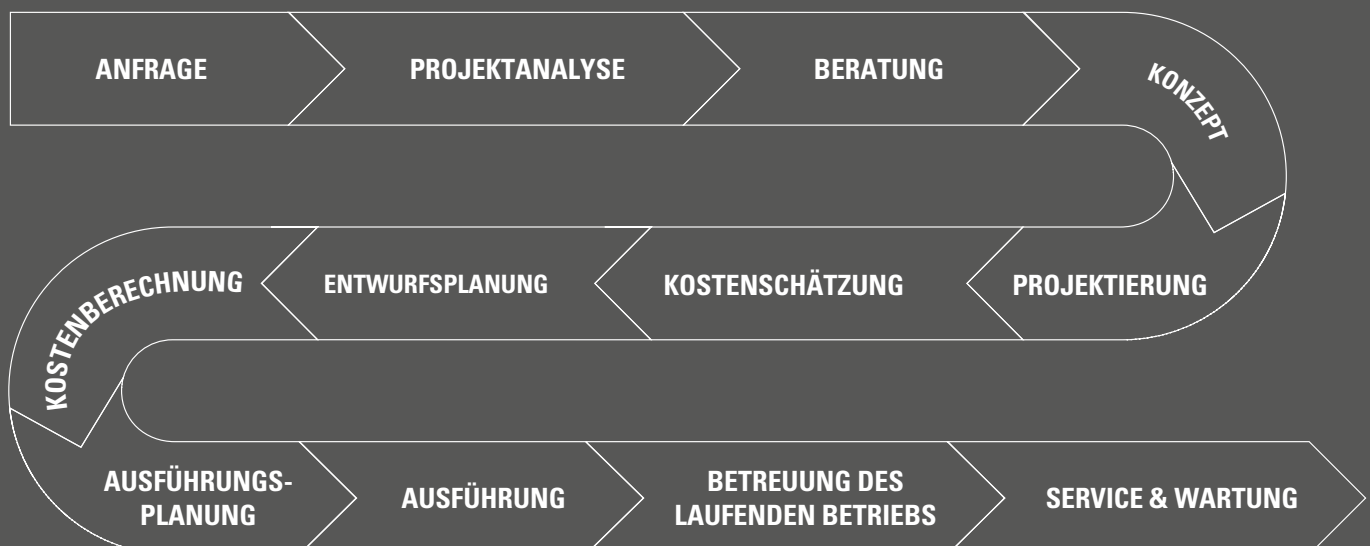 ANFRAGE
PROJEKTANALYSE
BERATUNG
KONZEPT
PROJEKTIERUNG
KOSTENSCHÄTZUNG
ENTWURFSPLANUNG
KOSTENBERECHNUNG
AUSFÜHRUNGS-
PLANUNG
AUSFÜHRUNG
BETREUUNG DES
LAUFENDEN BETRIEBS
SERVICE & WARTUNG